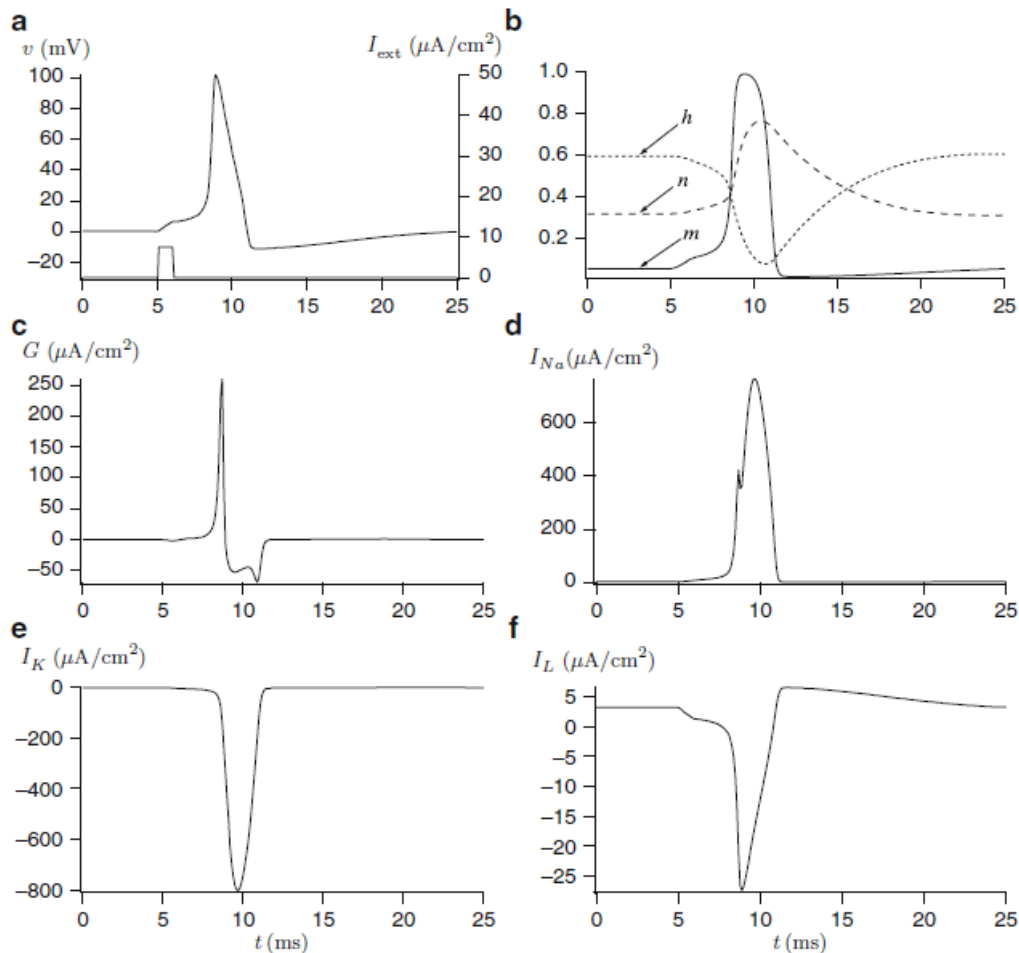 a
v (mV)
I_ext (μA/cm²)
100
80
60
40
20
0
−20
50
40
30
20
10
0
0 5 10 15 20 25
b
1.0
0.8
0.6
0.4
0.2
h
n
m
0 5 10 15 20 25
c
G (μA/cm²)
250
200
150
100
50
0
−50
0 5 10 15 20 25
d
I_Na(μA/cm²)
600
400
200
0
0 5 10 15 20 25
e
I_K (μA/cm²)
0
−200
−400
−600
−800
0 5 10 15 20 25
t (ms)
f
I_L (μA/cm²)
5
0
−5
−10
−15
−20
−25
0 5 10 15 20 25
t (ms)